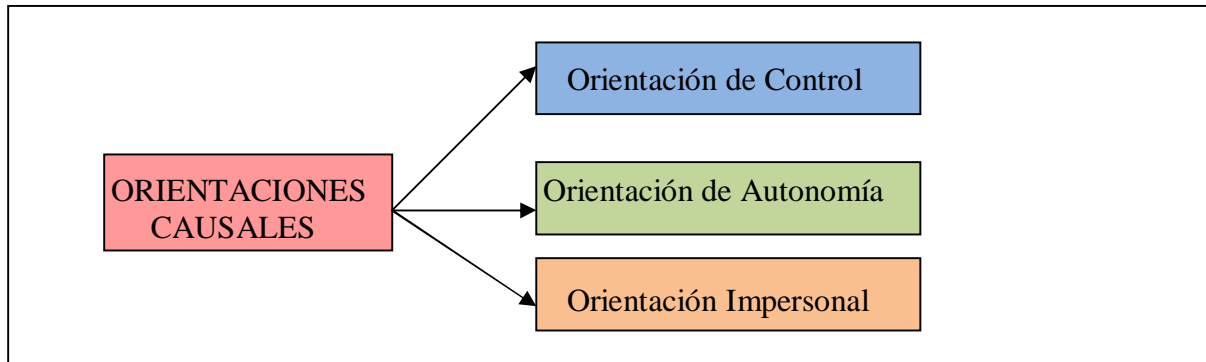 Orientación de Control
ORIENTACIONES
CAUSALES
Orientación de Autonomía
Orientación Impersonal